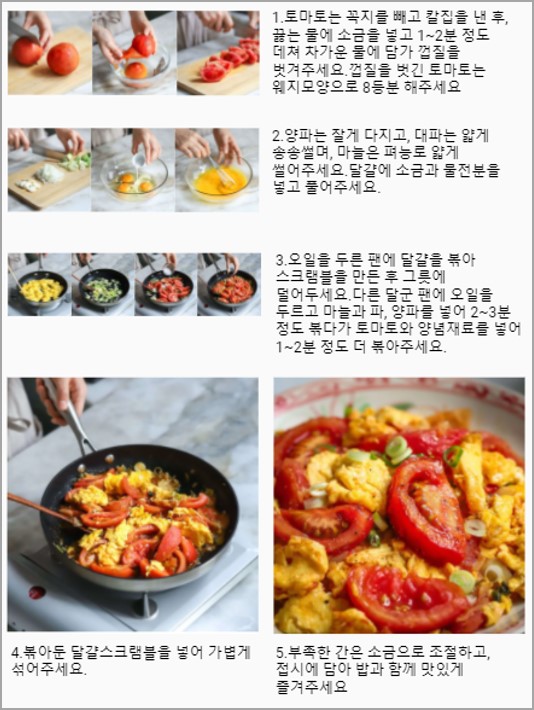 1.토마토는 꼭지를 빼고 칼집을 낸 후,
끓는 물에 소금을 넣고 1~2분 정도
데쳐 차가운 물에 담가 껍질을
벗겨주세요.껍질을 벗긴 토마토는
웨지모양으로 8등분 해주세요
2.양파는 잘게 다지고, 대파는 얇게
송송썰며, 마늘은 펴능로 얇게
썰어주세요.달걀에 소금과 물전분을
넣고 풀어주세요.
3.오일을 두른 팬에 달걀을 볶아
스크램블을 만든 후 그릇에
덜어두세요.다른 달군 팬에 오일을
두르고 마늘과 파, 양파를 넣어 2~3분
정도 볶다가 토마토와 양념재료를 넣어
1~2분 정도 더 볶아주세요.
4.볶아둔 달걀스크램블을 넣어 가볍게
섞어주세요.
5.부족한 간은 소금으로 조절하고,
접시에 담아 밥과 함께 맛있게
즐겨주세요